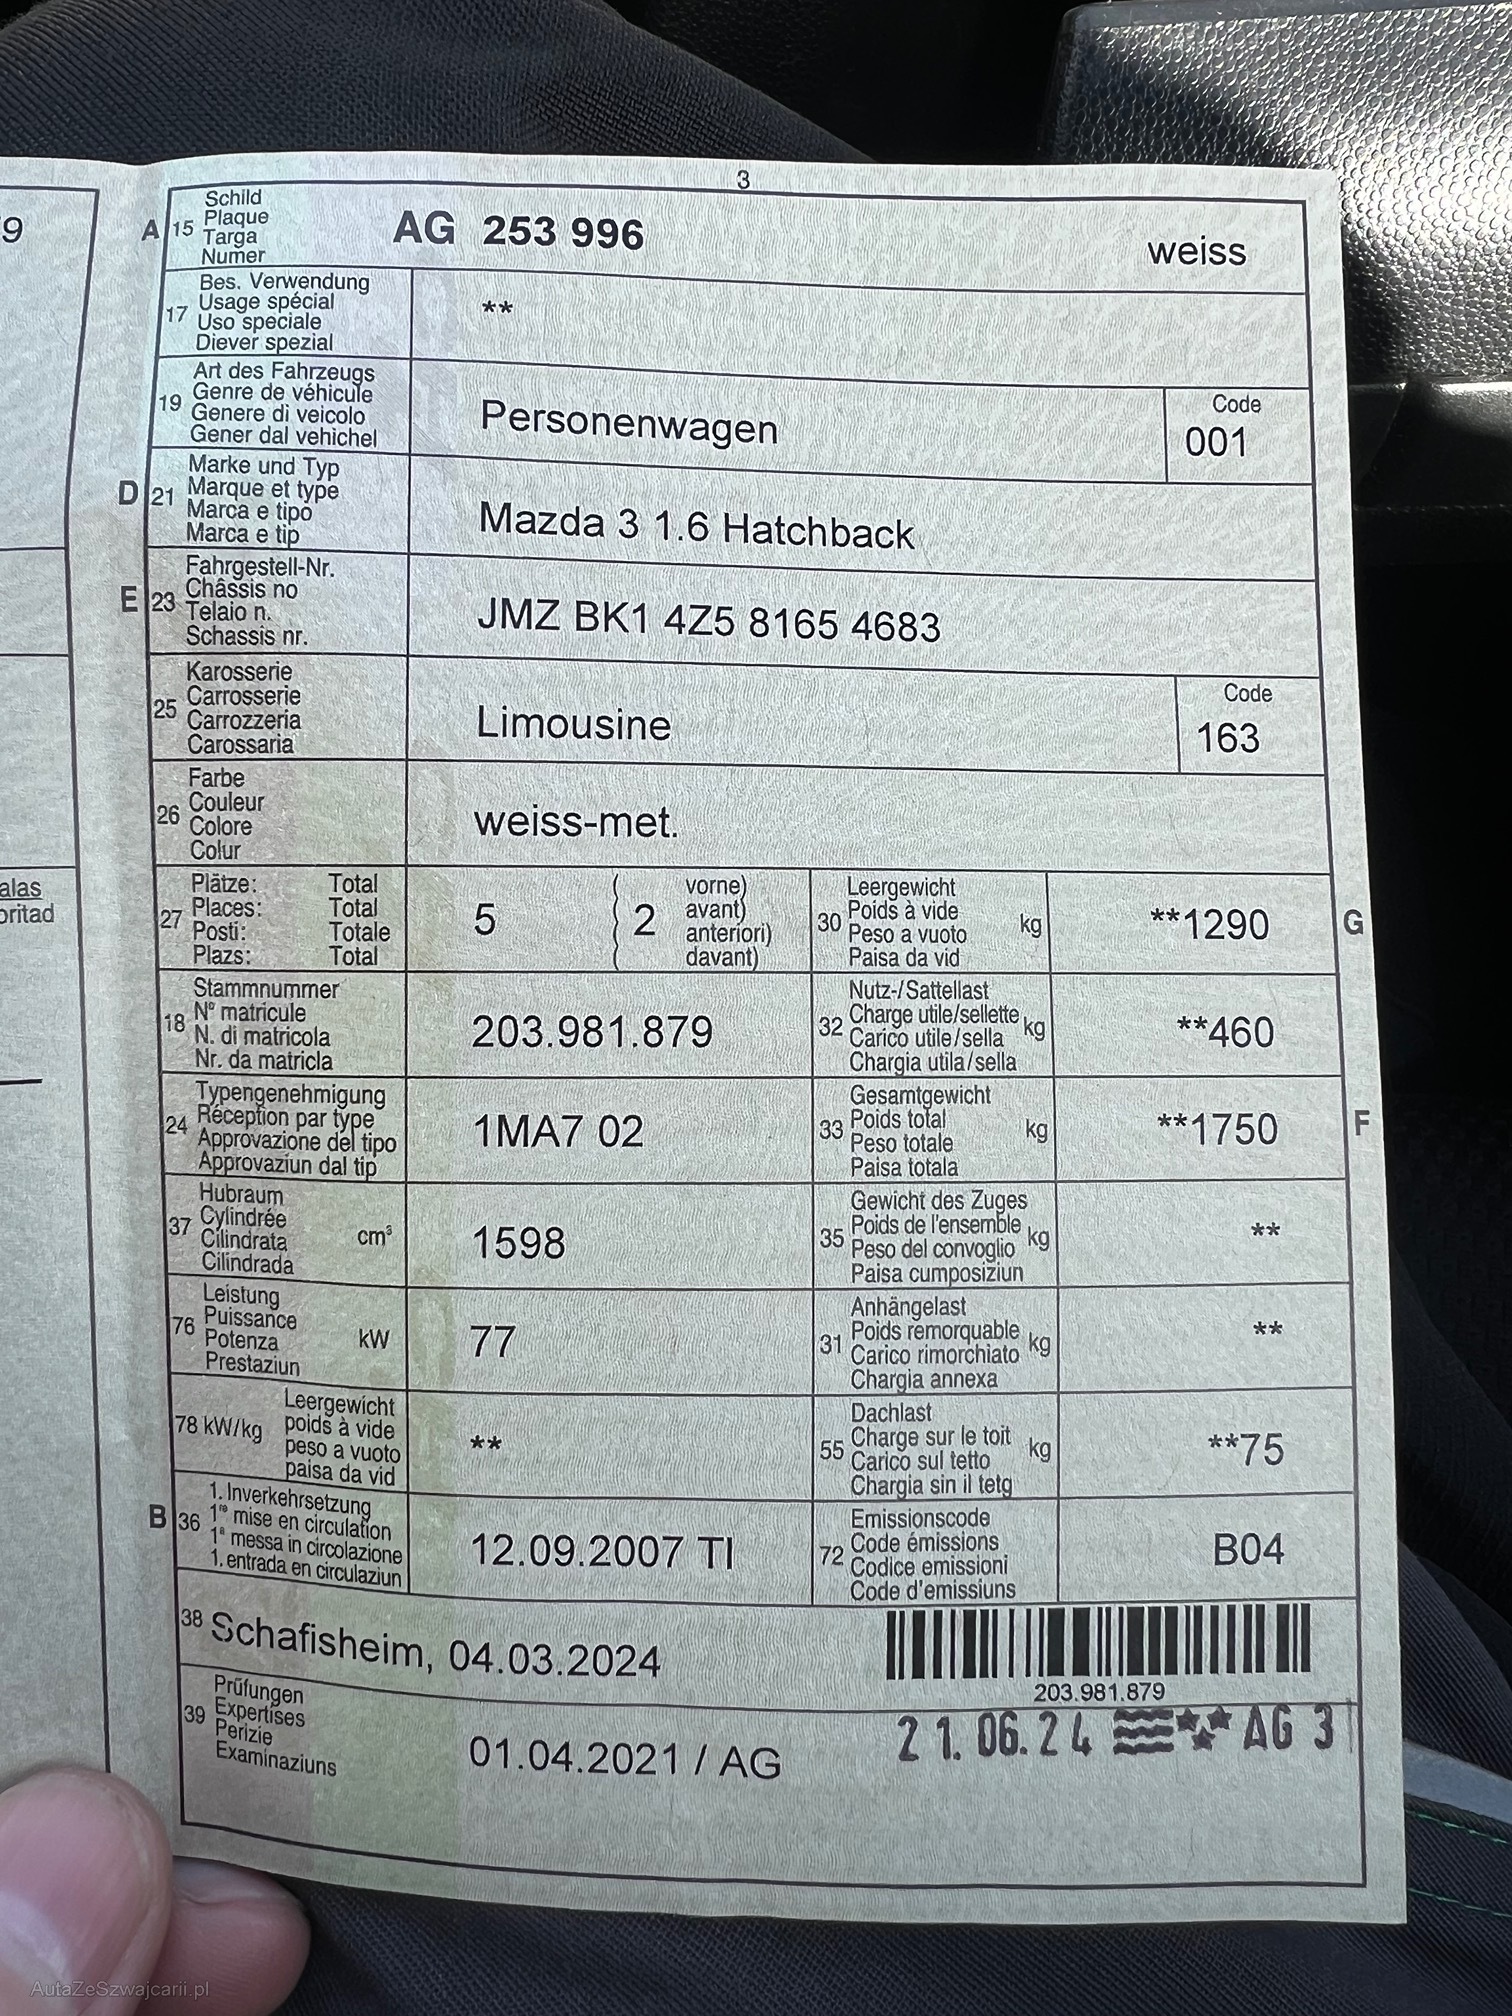 3
9
A 15 Schild
Plaque
Targa
Numer
AG 253 996 weiss
17 Bes. Verwendung
Usage spécial
Uso speciale
Diever spezial
**
19 Art des Fahrzeugs
Genre de véhicule
Genere di veicolo
Gener dal vehichel
Personenwagen
Code
001
D 21 Marke und Typ
Marque et type
Marca e tipo
Marca e tip
Mazda 3 1.6 Hatchback
E 23 Fahrgestell-Nr.
Châssis no
Telaio n.
Schassis nr.
JMZ BK1 4Z5 8165 4683
25 Karosserie
Carrosserie
Carrozzeria
Carossaria
Limousine
Code
163
26 Farbe
Couleur
Colore
Colur
weiss-met.
alas
oritad
27 Plätze: Total
Places: Total
Posti: Totale
Plazs: Total
5 ( 2 vorne)
avant)
anteriori)
davant)
30 Leergewicht
Poids à vide
Peso a vuoto
Paisa da vid
kg
**1290 G
18 Stammnummer
N° matricule
N. di matricola
Nr. da matricla
203.981.879
32 Nutz-/Sattellast
Charge utile/sellette
Carico utile/sella
Chargia utila/sella
kg
**460
24 Typengenehmigung
Réception par type
Approvazione del tipo
Approvaziun dal tip
1MA7 02
33 Gesamtgewicht
Poids total
Peso totale
Paisa totala
kg
**1750 F
37 Hubraum
Cylindrée
Cilindrata
Cilindrada
cm³
1598
35 Gewicht des Zuges
Poids de l'ensemble
Peso del convoglio
Paisa cumposiziun
kg
**
76 Leistung
Puissance
Potenza
Prestaziun
kW
77
31 Anhängelast
Poids remorquable
Carico rimorchiato
Chargia annexa
kg
**
78 kW/kg Leergewicht
poids à vide
peso a vuoto
paisa da vid
**
55 Dachlast
Charge sur le toit
Carico sul tetto
Chargia sin il tetg
kg
**75
B 36 1. Inverkehrsetzung
1re mise en circulation
1a messa in circolazione
1. entrada en circulaziun
12.09.2007 TI
72 Emissionscode
Code émissions
Codice emissioni
Code d'emissiuns
B04
38 Schafisheim, 04.03.2024
203.981.879
39 Prüfungen
Expertises
Perizie
Examinaziuns
01.04.2021 / AG
21.06.24 AG 3
AutaZeSzwajcarii.pl